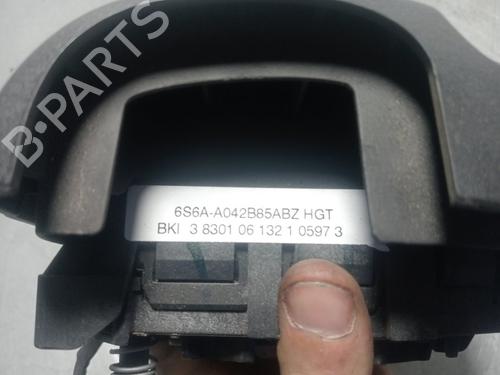 B-PARTS
6S6A-A042B85ABZ HGT
BKI 3 8301 06 132 1 0597 3